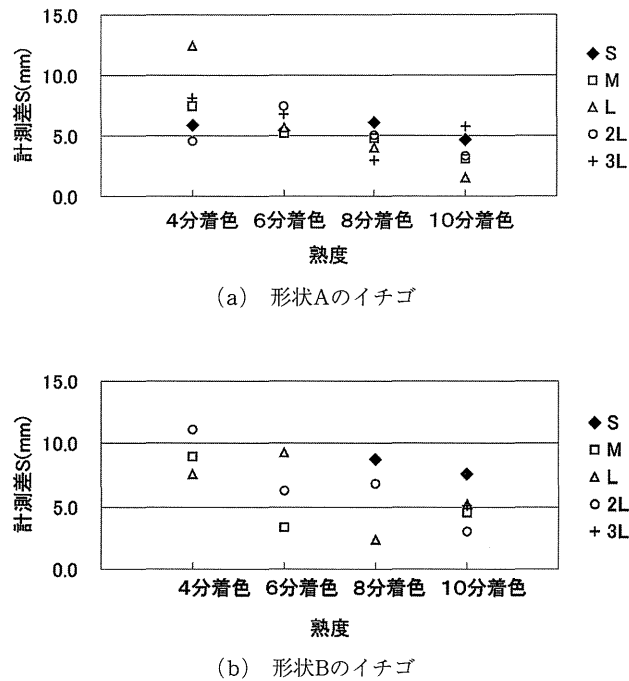 15.0
10.0
5.0
0.0
計測差S(mm)
4分着色 6分着色 8分着色 10分着色
熟度
S
M
L
2L
3L
(a) 形状Aのイチゴ
15.0
10.0
5.0
0.0
計測差S(mm)
4分着色 6分着色 8分着色 10分着色
熟度
S
M
L
2L
3L
(b) 形状Bのイチゴ